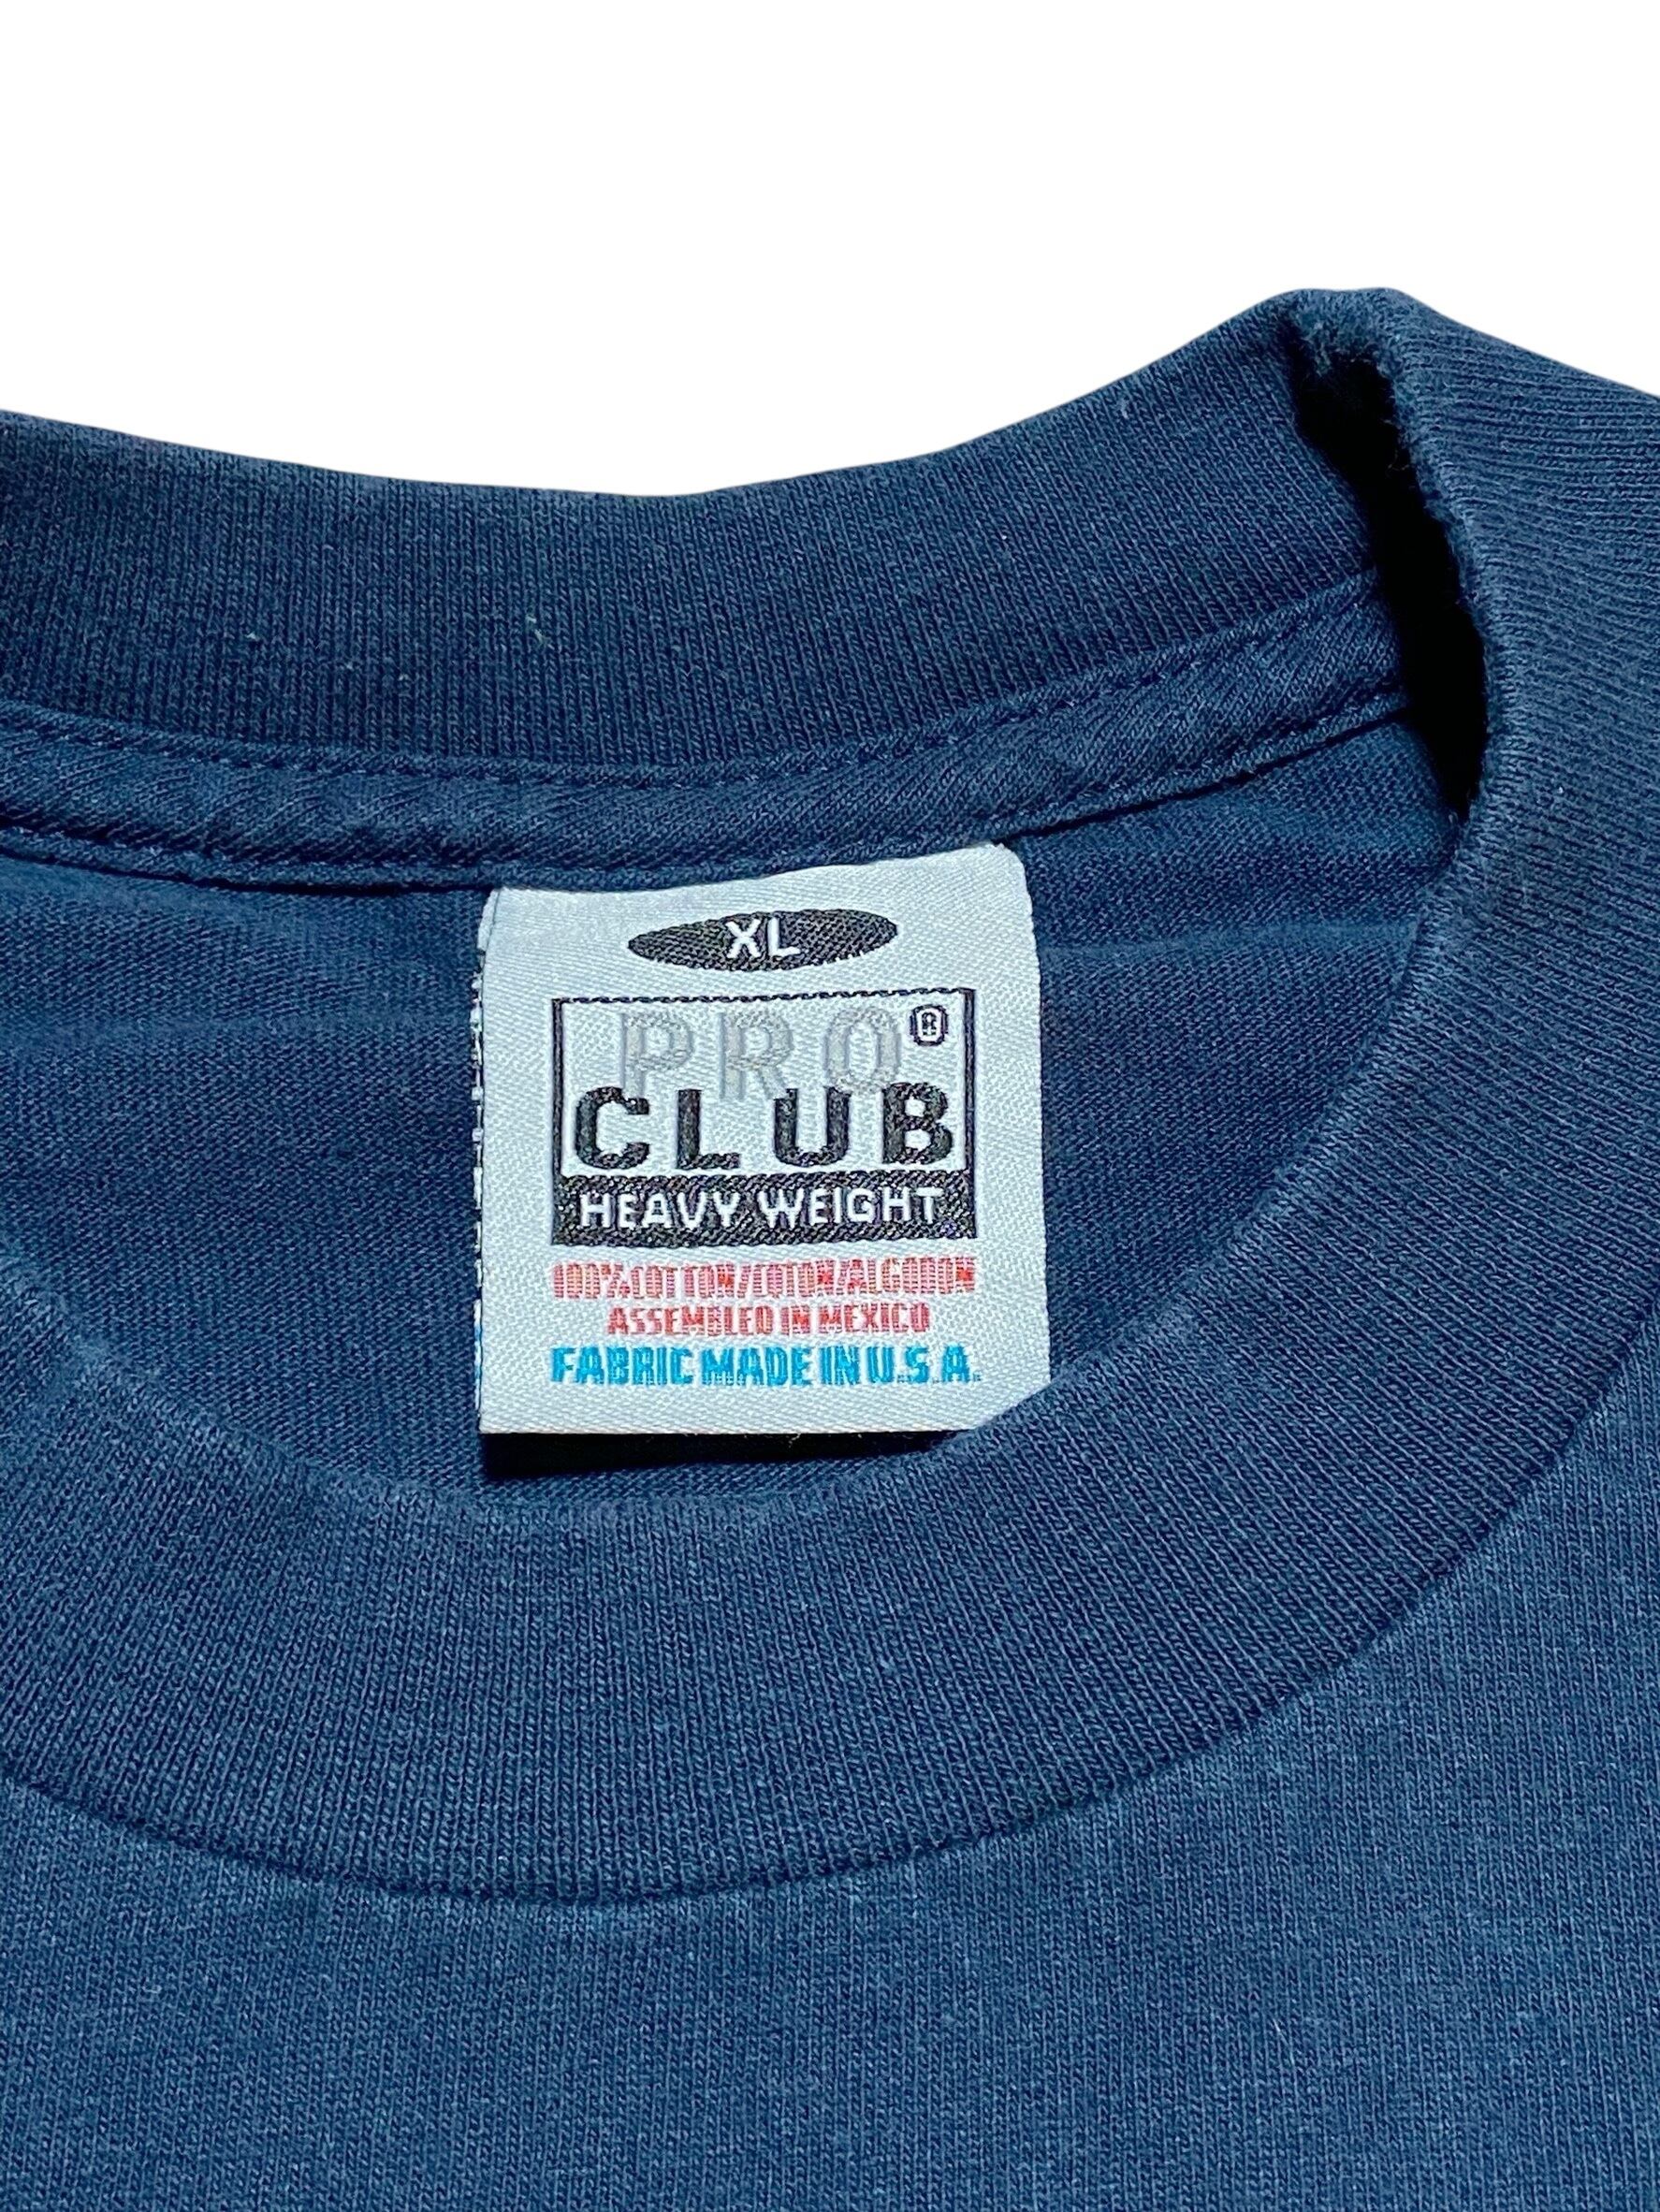 XL
PRO®
CLUB
HEAVY WEIGHT
100%COTTON/COTON/ALGODON
ASSEMBLED IN MEXICO
FABRIC MADE IN U.S.A.